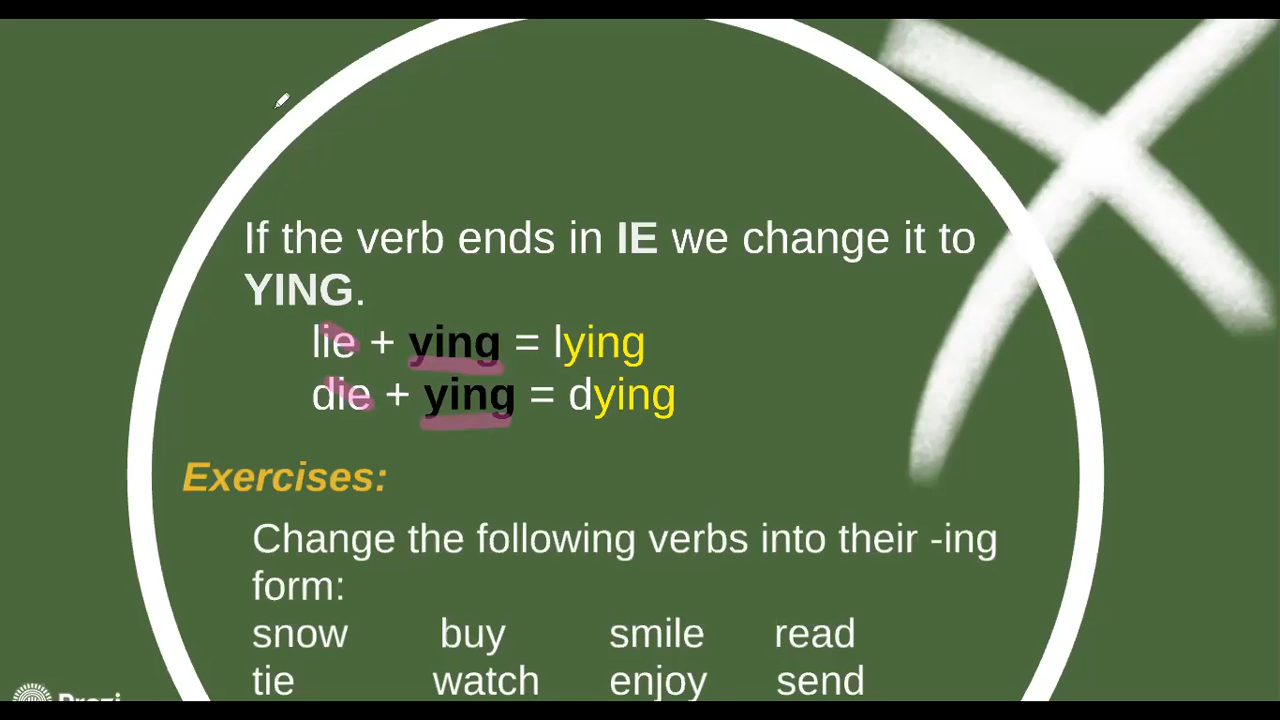 If the verb ends in IE we change it to
YING.
lie + ying = lying
die + ying = dying
Exercises:
Change the following verbs into their -ing
form:
snow buy smile read
tie watch enjoy send
Prezi